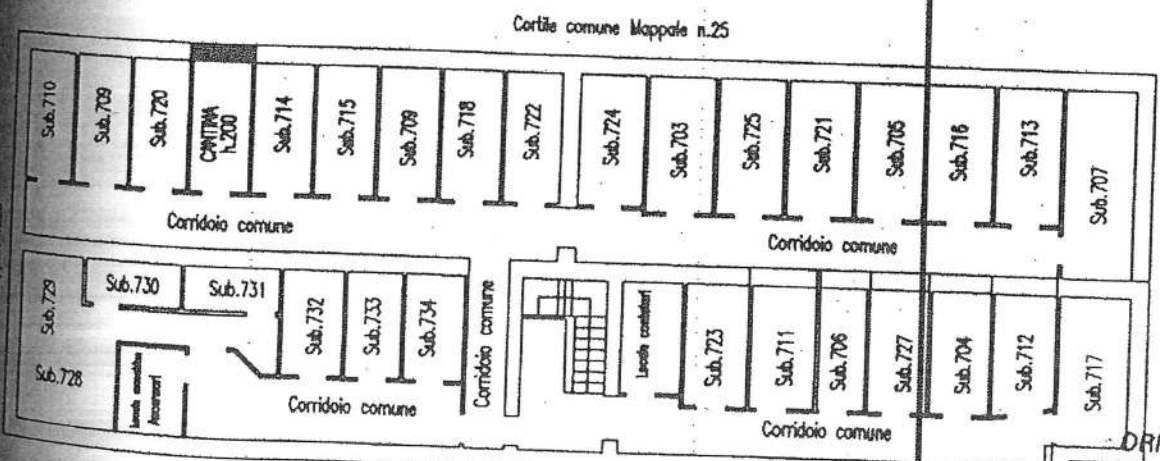 Cortile comune Mappale n.25
Sub.710
Sub.709
Sub.720
CANTINA
h.200
Sub.714
Sub.715
Sub.709
Sub.718
Sub.722
Sub.724
Sub.703
Sub.725
Sub.721
Sub.705
Sub.716
Sub.713
Sub.707
Corridoio comune
Corridoio comune
Sub.729
Sub.730
Sub.731
Sub.732
Sub.733
Sub.734
Corridoio comune
Locale contatori
Sub.723
Sub.711
Sub.706
Sub.727
Sub.704
Sub.712
Sub.717
Sub.728
Locale
Ascensori
Corridoio comune
Corridoio comune